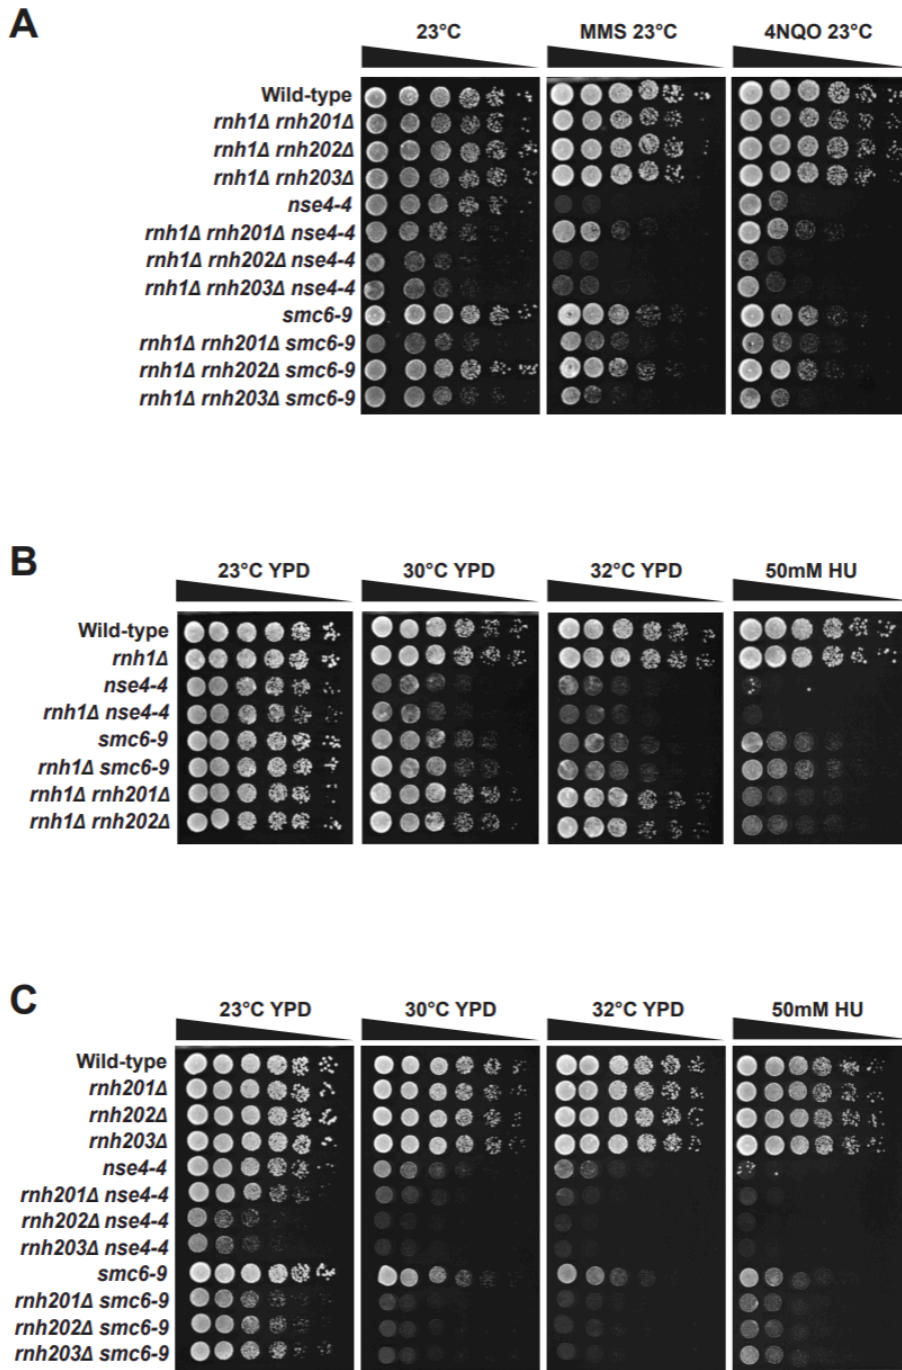 A
23°C MMS 23°C 4NQO 23°C
Wild-type
rnh1Δ rnh201Δ
rnh1Δ rnh202Δ
rnh1Δ rnh203Δ
nse4-4
rnh1Δ rnh201Δ nse4-4
rnh1Δ rnh202Δ nse4-4
rnh1Δ rnh203Δ nse4-4
smc6-9
rnh1Δ rnh201Δ smc6-9
rnh1Δ rnh202Δ smc6-9
rnh1Δ rnh203Δ smc6-9
B
23°C YPD 30°C YPD 32°C YPD 50mM HU
Wild-type
rnh1Δ
nse4-4
rnh1Δ nse4-4
smc6-9
rnh1Δ smc6-9
rnh1Δ rnh201Δ
rnh1Δ rnh202Δ
C
23°C YPD 30°C YPD 32°C YPD 50mM HU
Wild-type
rnh201Δ
rnh202Δ
rnh203Δ
nse4-4
rnh201Δ nse4-4
rnh202Δ nse4-4
rnh203Δ nse4-4
smc6-9
rnh201Δ smc6-9
rnh202Δ smc6-9
rnh203Δ smc6-9